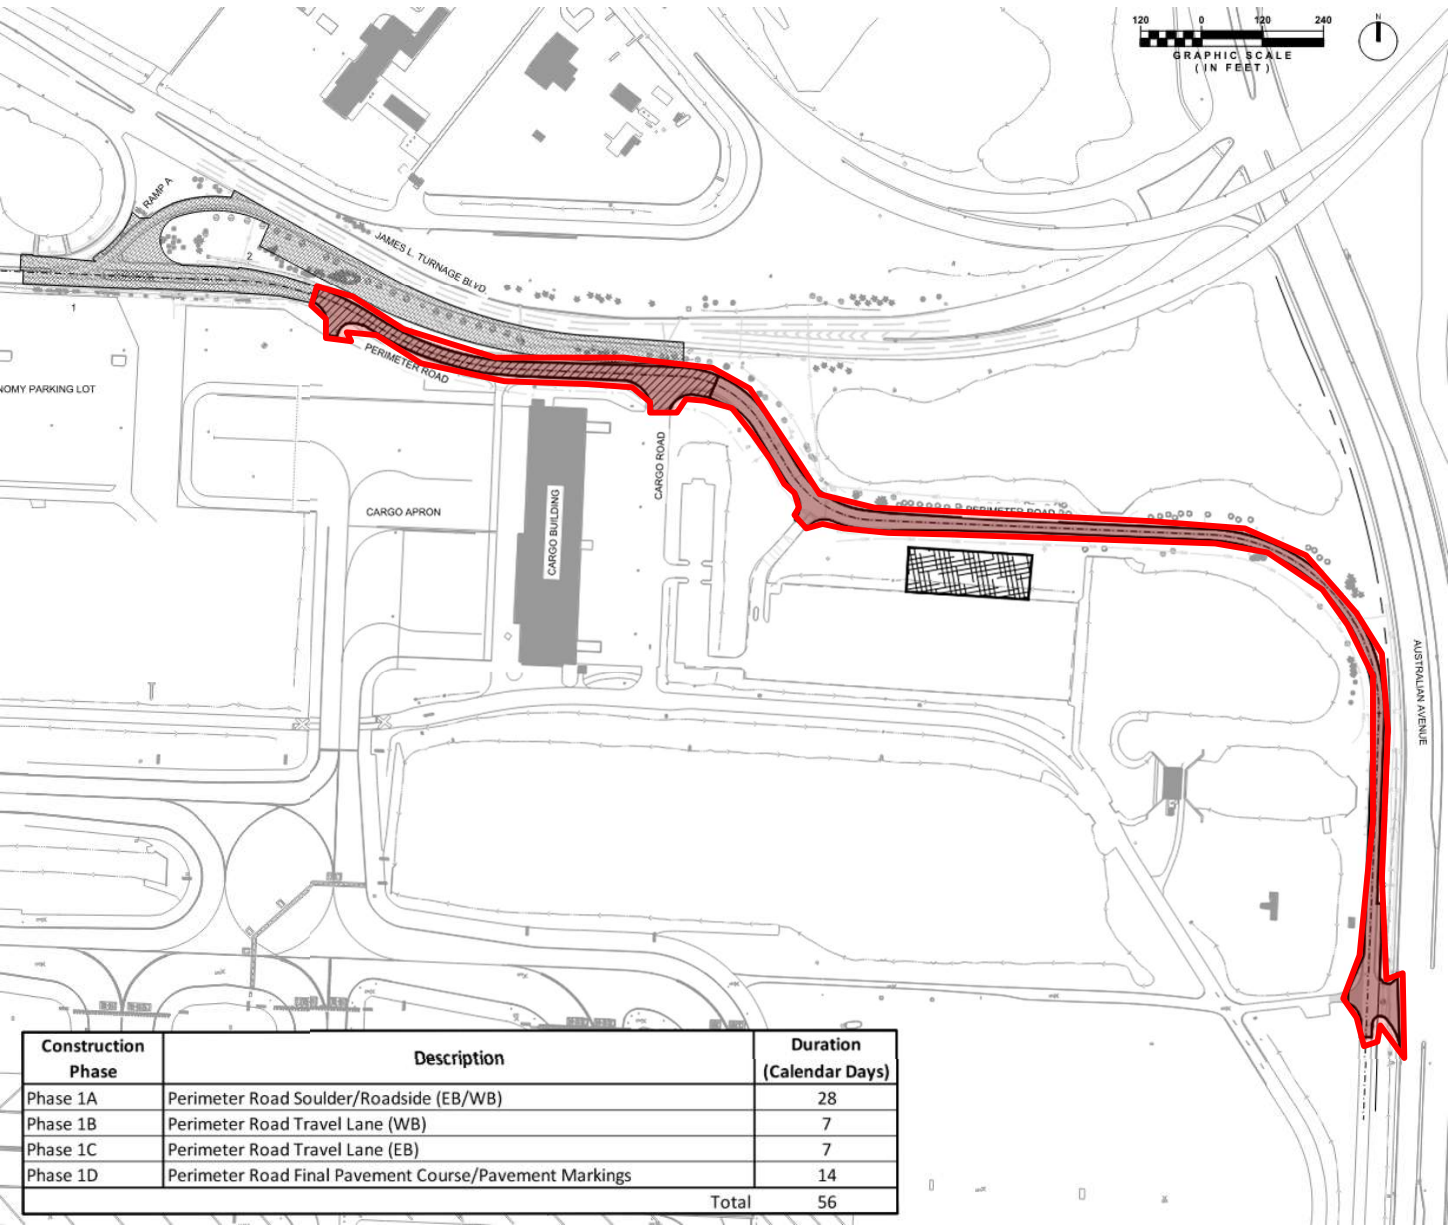 120 0 120 240
N
GRAPHIC SCALE
( IN FEET )
RAMP A
JAMES L. TURNAGE BLVD.
2
1
PERIMETER ROAD
NOMY PARKING LOT
CARGO ROAD
CARGO APRON
CARGO BUILDING
PERIMETER ROAD
AUSTRALIAN AVENUE
Construction Phase Description Duration (Calendar Days)
Phase 1A Perimeter Road Soulder/Roadside (EB/WB) 28
Phase 1B Perimeter Road Travel Lane (WB) 7
Phase 1C Perimeter Road Travel Lane (EB) 7
Phase 1D Perimeter Road Final Pavement Course/Pavement Markings 14
Total 56